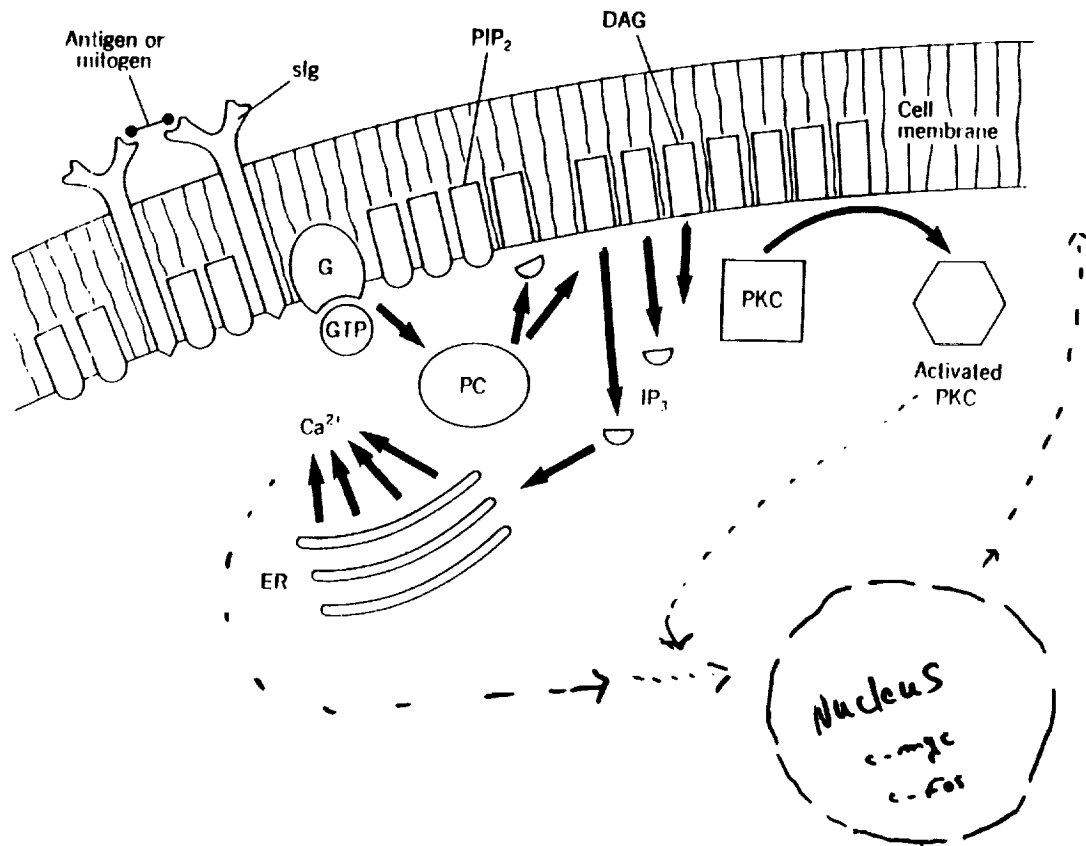 Antigen or
mitogen
sIg
PIP₂
DAG
Cell
membrane
G
GTP
PC
PKC
Activated
PKC
IP₃
Ca²⁺
ER
Nucleus
c-myc
c-Fos